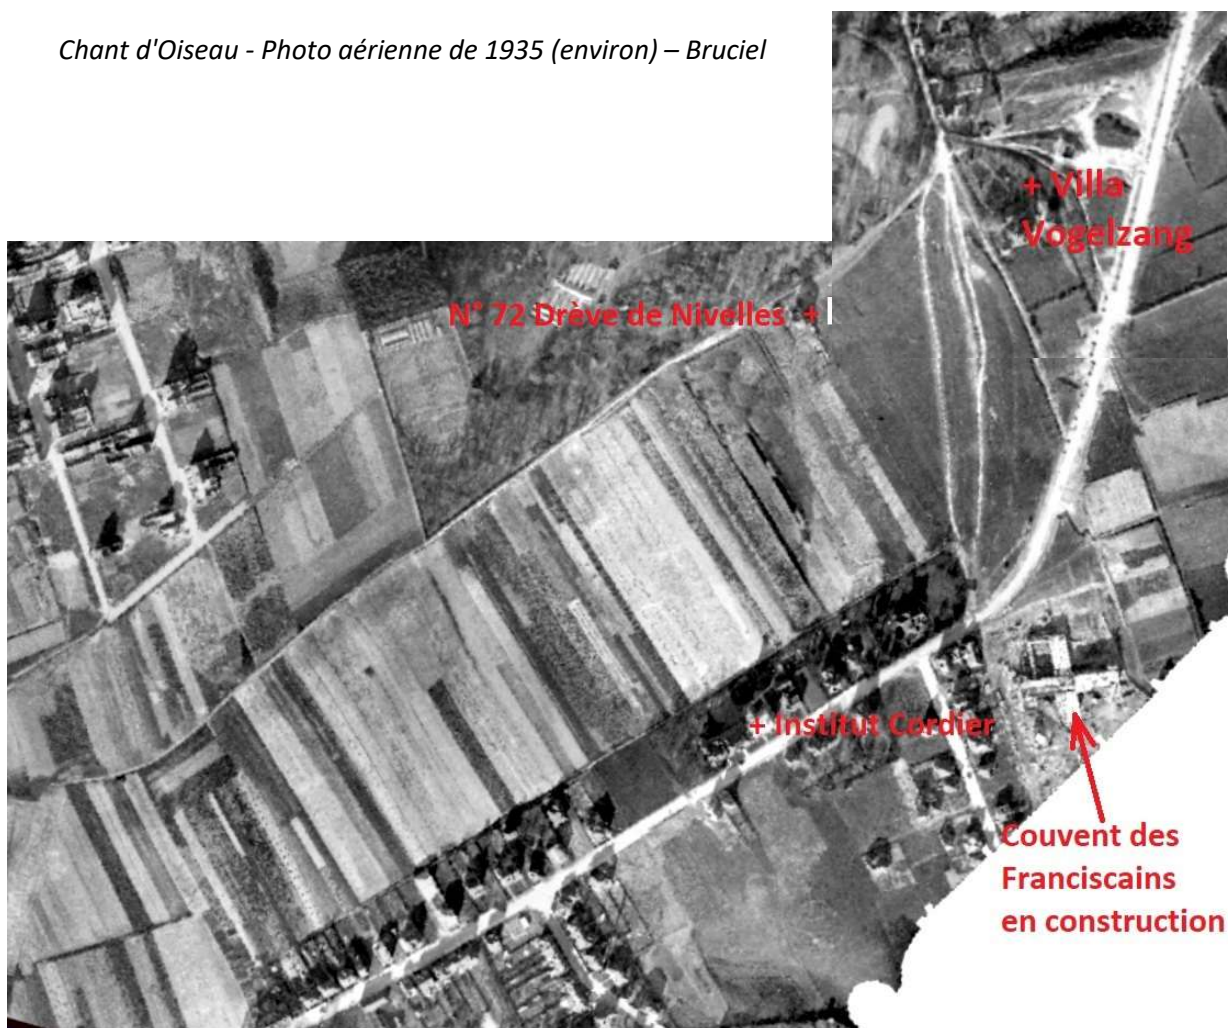 Chant d'Oiseau - Photo aérienne de 1935 (environ) – Bruciel
+ Villa
Vogelzang
N° 72 Drève de Nivelles +
+ Institut Cordier
Couvent des
Franciscains
en construction